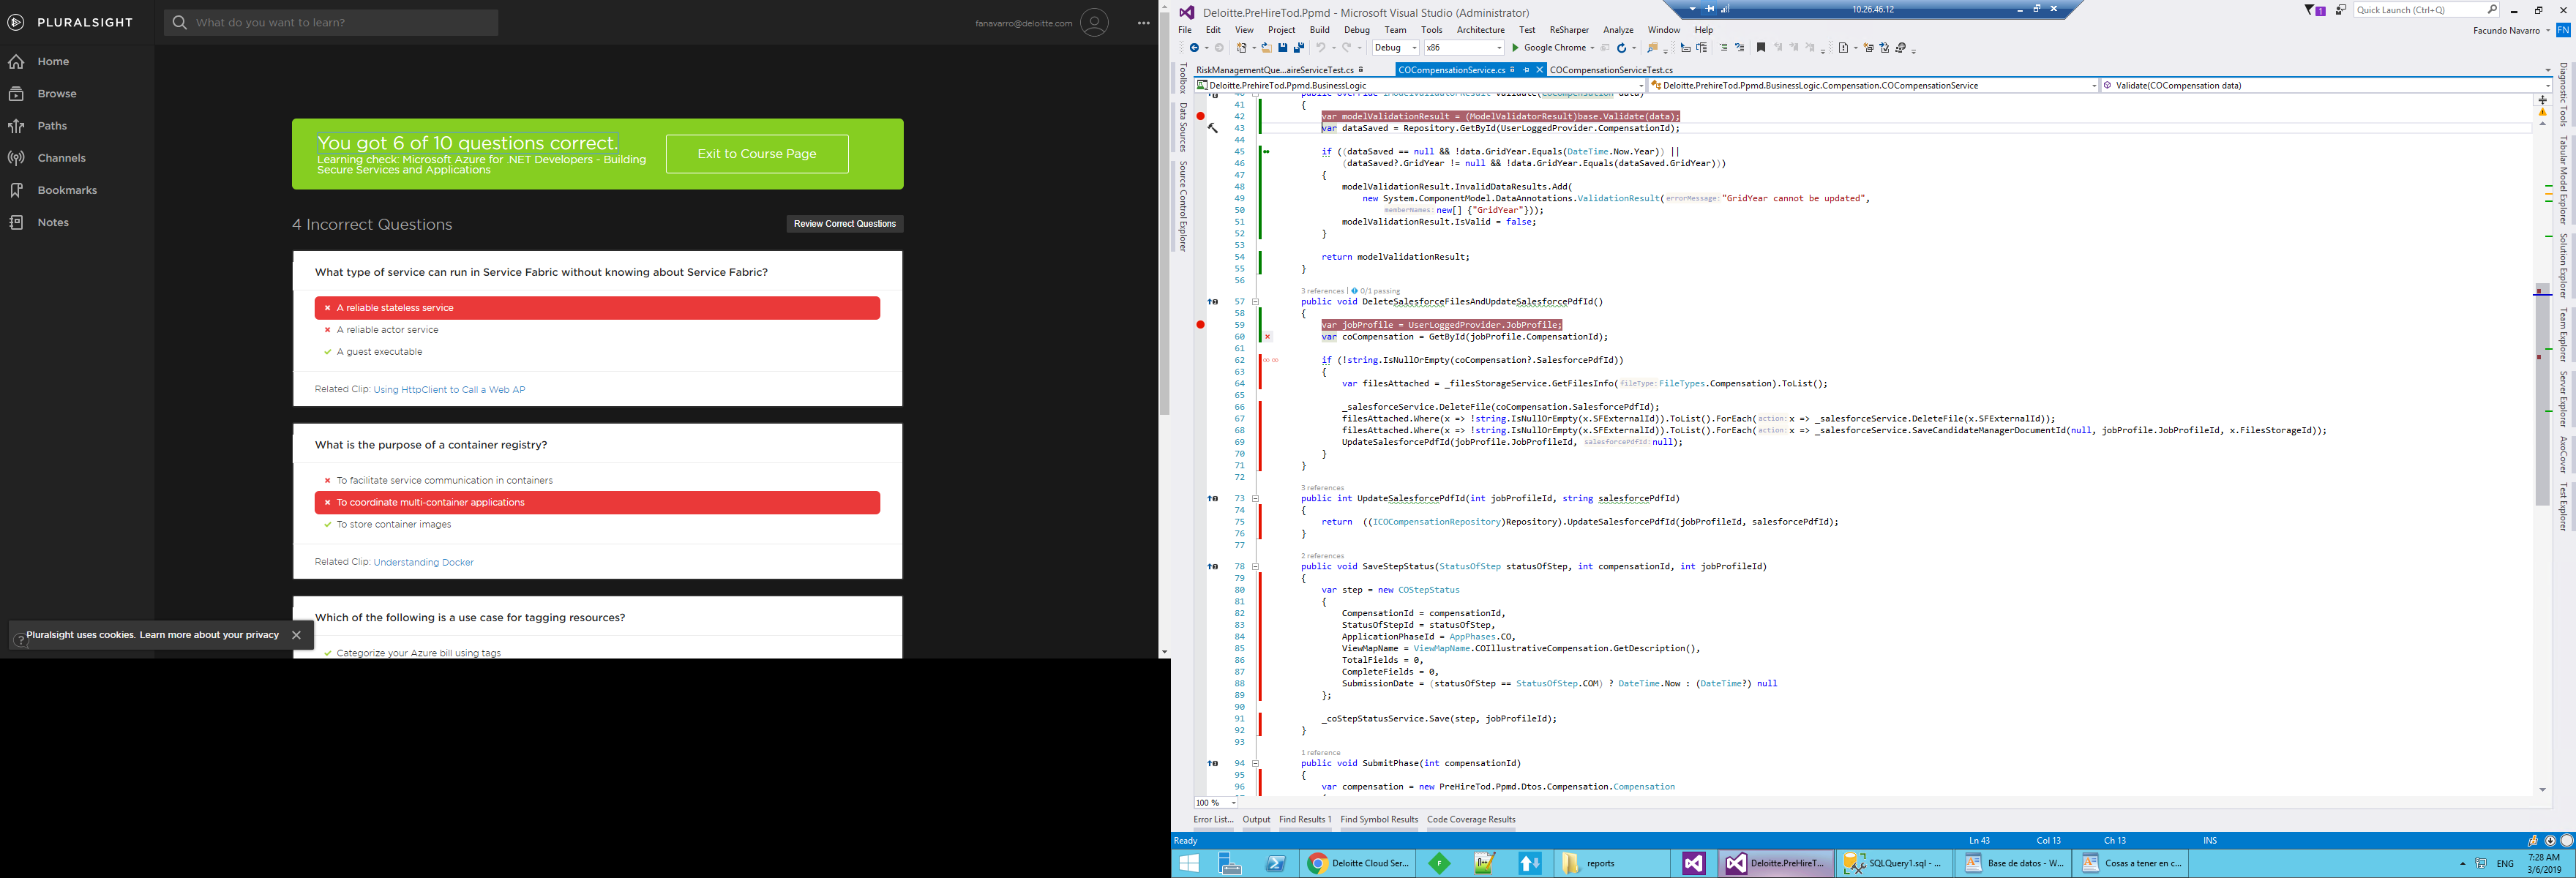 PLURALSIGHT
What do you want to learn?
fanavarro@deloitte.com
Home
Browse
Paths
Channels
Bookmarks
Notes
You got 6 of 10 questions correct.
Learning check: Microsoft Azure for .NET Developers - Building
Secure Services and Applications
Exit to Course Page
4 Incorrect Questions
Review Correct Questions
What type of service can run in Service Fabric without knowing about Service Fabric?
A reliable stateless service
A reliable actor service
A guest executable
Related Clip: Using HttpClient to Call a Web AP
What is the purpose of a container registry?
To facilitate service communication in containers
To coordinate multi-container applications
To store container images
Related Clip: Understanding Docker
Which of the following is a use case for tagging resources?
Categorize your Azure bill using tags
Pluralsight uses cookies. Learn more about your privacy
Deloitte.PreHireTod.Ppmd - Microsoft Visual Studio (Administrator)
10.26.46.12
1
Quick Launch (Ctrl+Q)
File Edit View Project Build Debug Team Tools Architecture Test ReSharper Analyze Window Help
Facundo Navarro FN
Debug x86 Google Chrome
RiskManagementQue...aireServiceTest.cs COCompensationService.cs COCompensationServiceTest.cs
Deloitte.PrehireTod.Ppmd.BusinessLogic
Deloitte.PrehireTod.Ppmd.BusinessLogic.Compensation.COCompensationService
Validate(COCompensation data)
Toolbox
Data Sources
Source Control Explorer
40 public override IModelValidatorResult Validate(COCompensation data)
41 {
42 var modelValidationResult = (ModelValidatorResult)base.Validate(data);
43 var dataSaved = Repository.GetById(UserLoggedProvider.CompensationId);
44
45 if ((dataSaved == null && !data.GridYear.Equals(DateTime.Now.Year)) ||
46 (dataSaved?.GridYear != null && !data.GridYear.Equals(dataSaved.GridYear)))
47 {
48 modelValidationResult.InvalidDataResults.Add(
49 new System.ComponentModel.DataAnnotations.ValidationResult(errorMessage:"GridYear cannot be updated",
50 memberNames:new[] {"GridYear"}));
51 modelValidationResult.IsValid = false;
52 }
53
54 return modelValidationResult;
55 }
56
3 references | 0/1 passing
57 public void DeleteSalesforceFilesAndUpdateSalesforcePdfId()
58 {
59 var jobProfile = UserLoggedProvider.JobProfile;
60 var coCompensation = GetById(jobProfile.CompensationId);
61
62 if (!string.IsNullOrEmpty(coCompensation?.SalesforcePdfId))
63 {
64 var filesAttached = _filesStorageService.GetFilesInfo(fileType:FileTypes.Compensation).ToList();
65
66 _salesforceService.DeleteFile(coCompensation.SalesforcePdfId);
67 filesAttached.Where(x => !string.IsNullOrEmpty(x.SFExternalId)).ToList().ForEach(action:x => _salesforceService.DeleteFile(x.SFExternalId));
68 filesAttached.Where(x => !string.IsNullOrEmpty(x.SFExternalId)).ToList().ForEach(action:x => _salesforceService.SaveCandidateManagerDocumentId(null, jobProfile.JobProfileId, x.FilesStorageId));
69 UpdateSalesforcePdfId(jobProfile.JobProfileId, salesforcePdfId:null);
70 }
71 }
72
3 references
73 public int UpdateSalesforcePdfId(int jobProfileId, string salesforcePdfId)
74 {
75 return ((ICOCompensationRepository)Repository).UpdateSalesforcePdfId(jobProfileId, salesforcePdfId);
76 }
77
2 references
78 public void SaveStepStatus(StatusOfStep statusOfStep, int compensationId, int jobProfileId)
79 {
80 var step = new COStepStatus
81 {
82 CompensationId = compensationId,
83 StatusOfStepId = statusOfStep,
84 ApplicationPhaseId = AppPhases.CO,
85 ViewMapName = ViewMapName.COIllustrativeCompensation.GetDescription(),
86 TotalFields = 0,
87 CompleteFields = 0,
88 SubmissionDate = (statusOfStep == StatusOfStep.COM) ? DateTime.Now : (DateTime?) null
89 };
90
91 _coStepStatusService.Save(step, jobProfileId);
92 }
93
1 reference
94 public void SubmitPhase(int compensationId)
95 {
96 var compensation = new PreHireTod.Ppmd.Dtos.Compensation.Compensation
Diagnostic Tools
Tabular Model Explorer
Solution Explorer
Team Explorer
Server Explorer
AxoCover
Test Explorer
100 %
Error List... Output Find Results 1 Find Symbol Results Code Coverage Results
Ready Ln 43 Col 13 Ch 13 INS
Deloitte Cloud Ser... reports Deloitte.PreHireT... SQLQuery1.sql - ... Base de datos - W... Cosas a tener en c... ENG
7:28 AM
3/6/2019